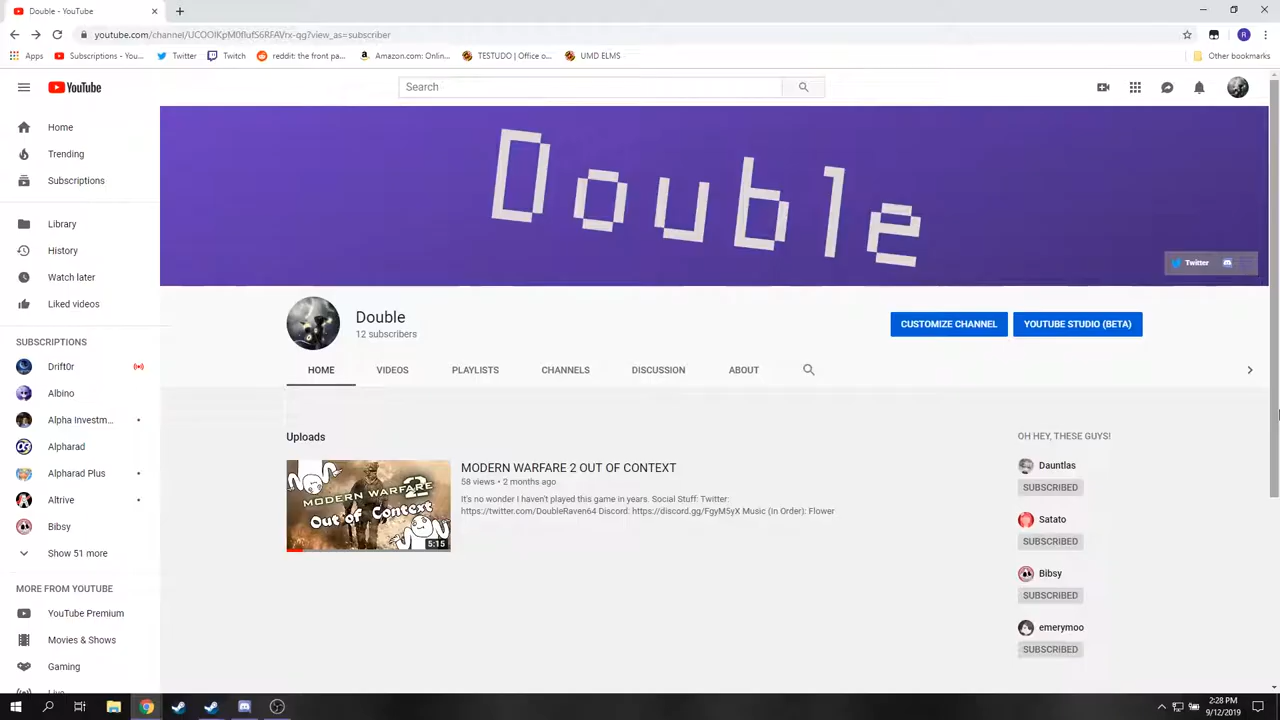 Double - YouTube
youtube.com/channel/UCOOIKpM0flufS6RFAVrx-qg?view_as=subscriber
R
Apps
Subscriptions - You...
Twitter
Twitch
reddit: the front pa...
Amazon.com: Onlin...
TESTUDO | Office o...
UMD ELMS
Other bookmarks
YouTube
Search
Home
Trending
Subscriptions
Library
History
Watch later
Liked videos
SUBSCRIPTIONS
Drift0r
Albino
Alpha Investm...
Alpharad
Alpharad Plus
Altrive
Bibsy
Show 51 more
MORE FROM YOUTUBE
YouTube Premium
Movies & Shows
Gaming
Live
Double
Twitter
Double
12 subscribers
CUSTOMIZE CHANNEL
YOUTUBE STUDIO (BETA)
HOME VIDEOS PLAYLISTS CHANNELS DISCUSSION ABOUT
Uploads
MODERN WARFARE 2
Out of Context
5:15
MODERN WARFARE 2 OUT OF CONTEXT
58 views • 2 months ago
It's no wonder I haven't played this game in years. Social Stuff: Twitter:
https://twitter.com/DoubleRaven64 Discord: https://discord.gg/FgyM5yX Music (In Order): Flower
OH HEY, THESE GUYS!
Dauntlas
SUBSCRIBED
Satato
SUBSCRIBED
Bibsy
SUBSCRIBED
emerymoo
SUBSCRIBED
2:28 PM
9/12/2019